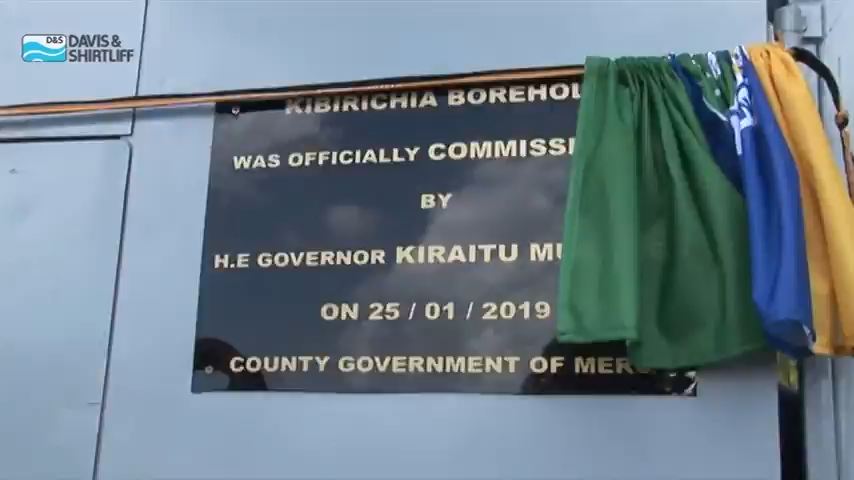 D&S DAVIS &
SHIRTLIFF
KIBIRICHIA BOREHOL
WAS OFFICIALLY COMMISS
BY
H.E GOVERNOR KIRAITU MU
ON 25 / 01 / 2019
COUNTY GOVERNMENT OF MER